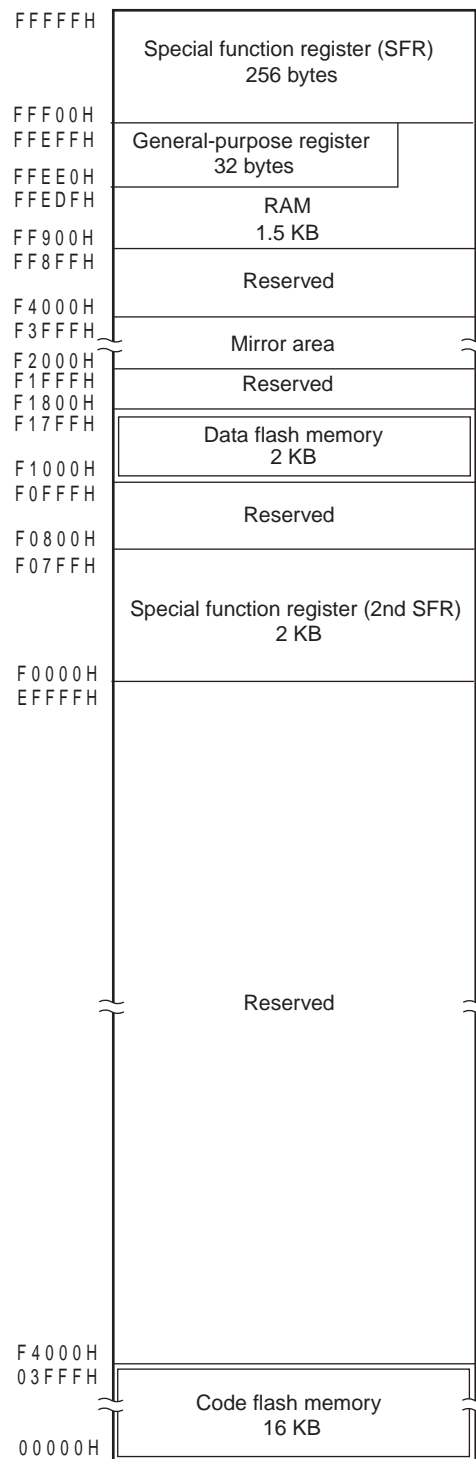 FFFFFH
Special function register (SFR)
256 bytes
FFF00H
FFEFFH
General-purpose register
32 bytes
FFEE0H
FFEDFH
RAM
1.5 KB
FF900H
FF8FFH
Reserved
F4000H
F3FFFH
Mirror area
F2000H
F1FFFH
Reserved
F1800H
F17FFH
Data flash memory
2 KB
F1000H
F0FFFH
Reserved
F0800H
F07FFH
Special function register (2nd SFR)
2 KB
F0000H
EFFFFH
Reserved
F4000H
03FFFH
Code flash memory
16 KB
00000H